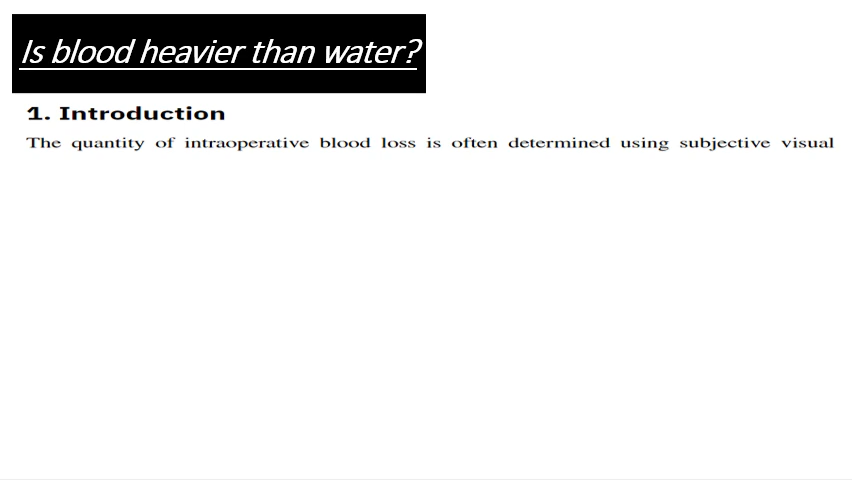 Is blood heavier than water?
1. Introduction
The quantity of intraoperative blood loss is often determined using subjective visual